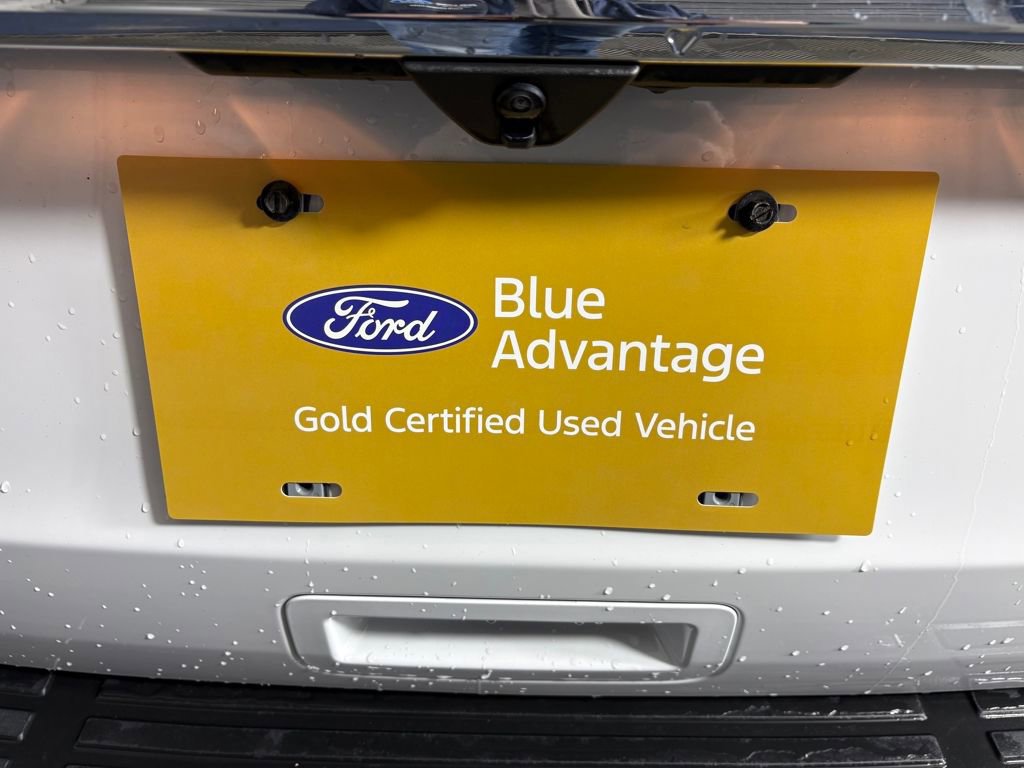 Ford
Blue
Advantage
Gold Certified Used Vehicle